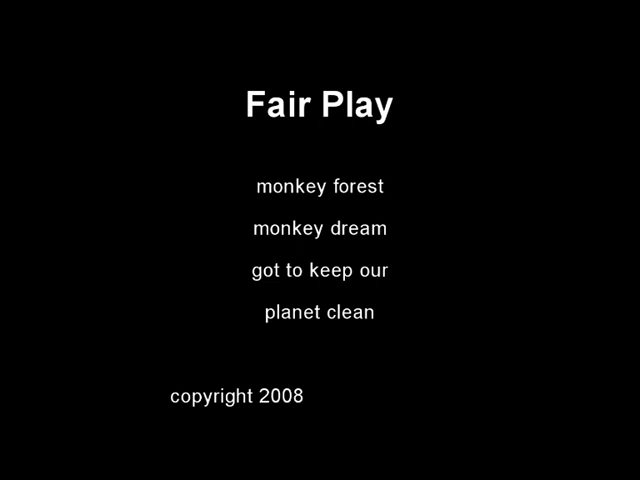 Fair Play
monkey forest
monkey dream
got to keep our
planet clean
copyright 2008